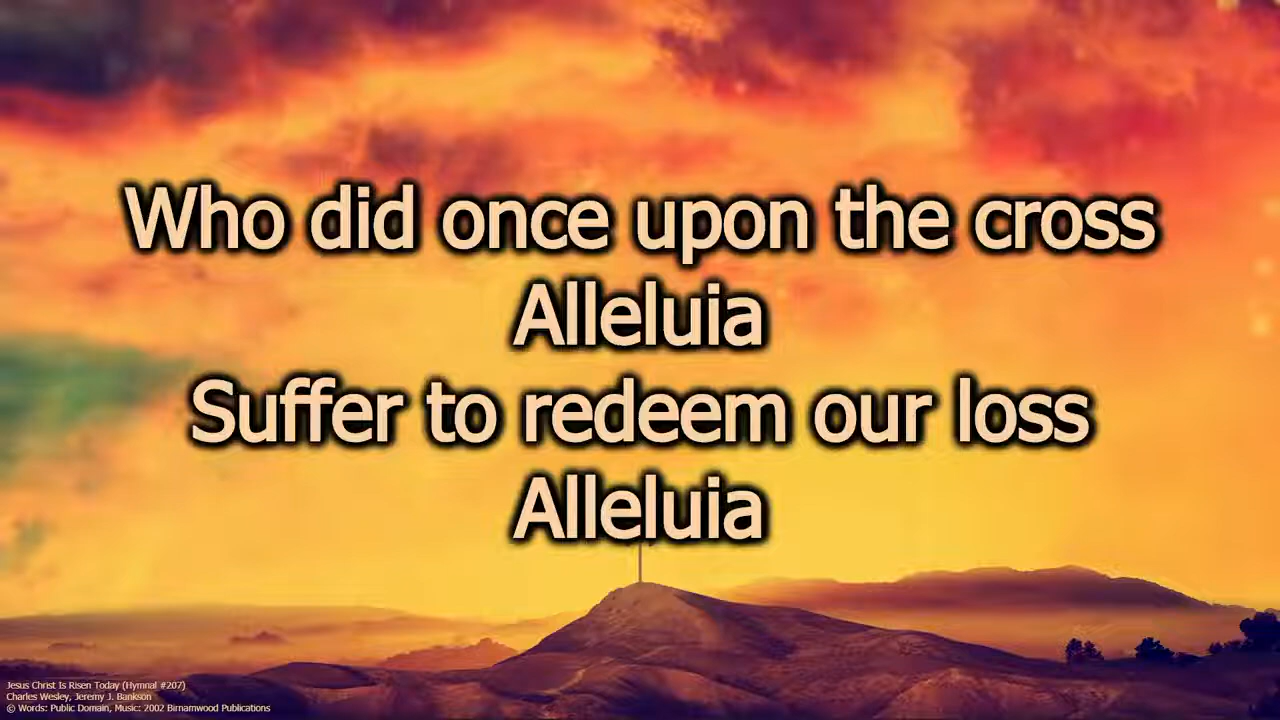 Who did once upon the cross
Alleluia
Suffer to redeem our loss
Alleluia
Jesus Christ Is Risen Today (Hymnal #207)
Charles Wesley, Jeremy J. Bankson
© Words: Public Domain, Music: 2002 Birnamwood Publications